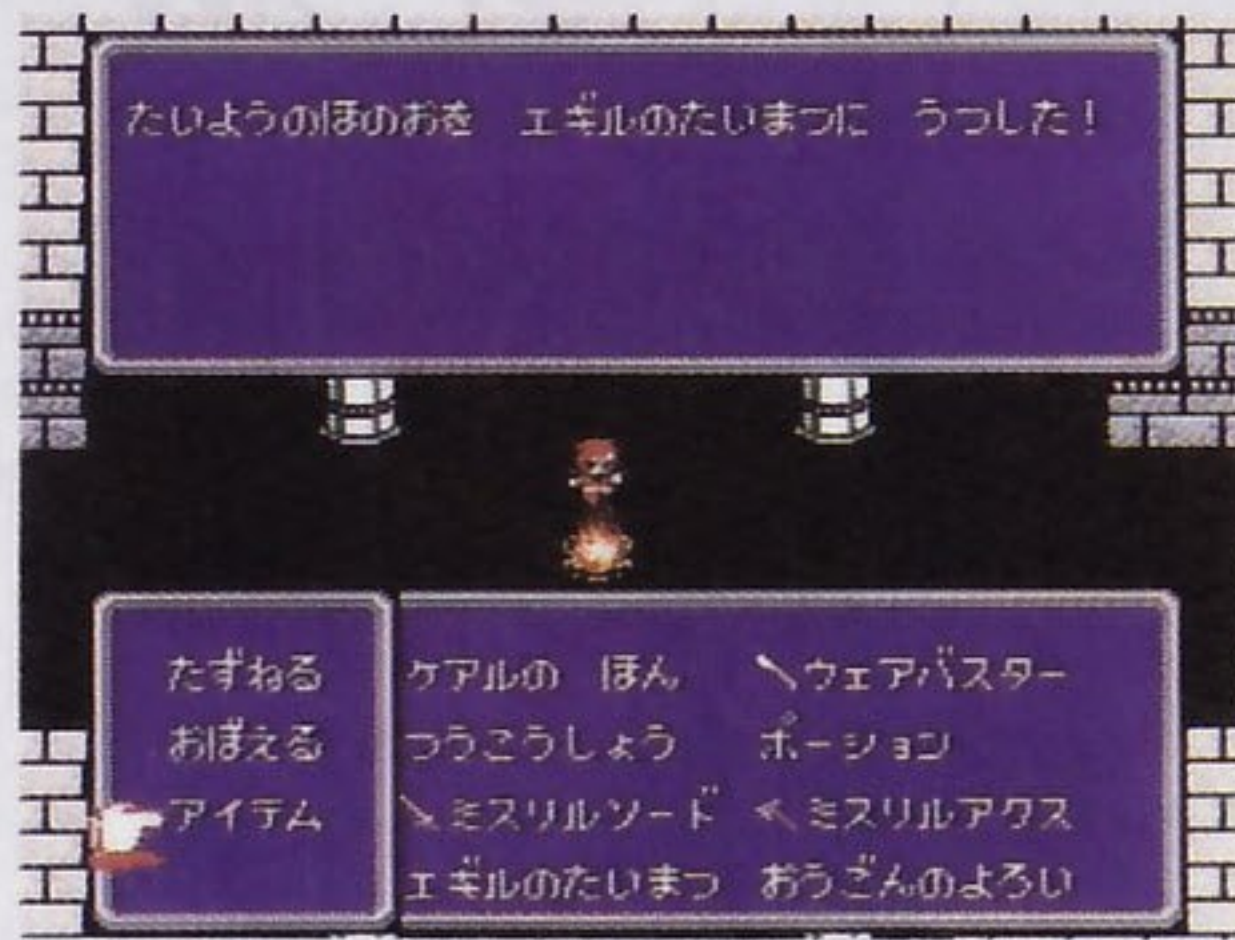 たいようのほのおを　エギルのたいまつに　うつした！
たずねる
おぼえる
アイテム
ケアルの　ほん　ウェアバスター
つうこうしょう　ポーション
ミスリルソード　ミスリルアクス
エギルのたいまつ　おうごんのよろい